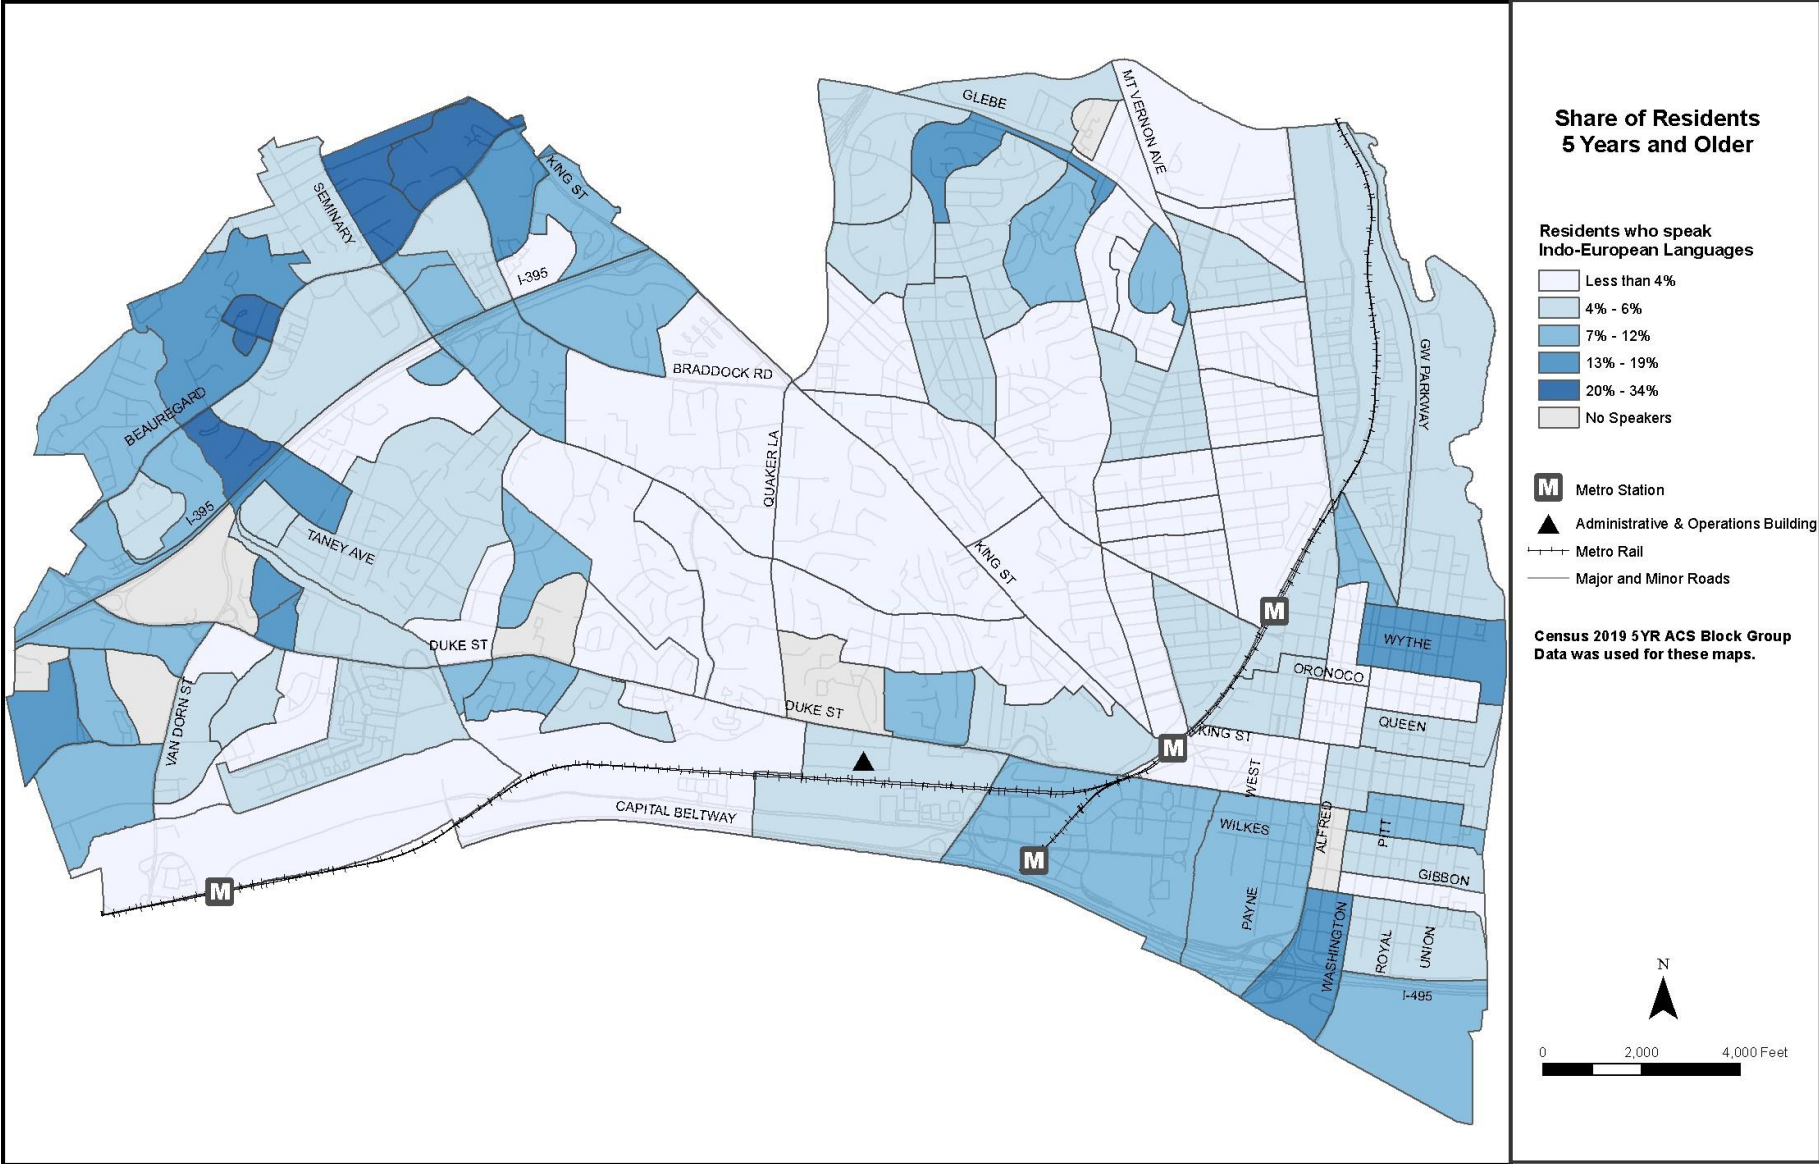 GLEBE
MT VERNON AVE
KING ST
SEMINARY
I-395
BRADDOCK RD
GW PARKWAY
BEAUREGARD
QUAKER LA
I-395
TANEY AVE
KING ST
M
DUKE ST
WYTHE
ORONOCO
VAN DORN ST
DUKE ST
QUEEN
KING ST
M
WEST
CAPITAL BELTWAY
WILKES
ALFRED
PITT
M
GIBBON
M
PAYNE
WASHINGTON
ROYAL
UNION
I-495
Share of Residents
5 Years and Older
Residents who speak
Indo-European Languages
Less than 4%
4% - 6%
7% - 12%
13% - 19%
20% - 34%
No Speakers
M Metro Station
Administrative & Operations Building
Metro Rail
Major and Minor Roads
Census 2019 5YR ACS Block Group
Data was used for these maps.
N
0 2,000 4,000 Feet